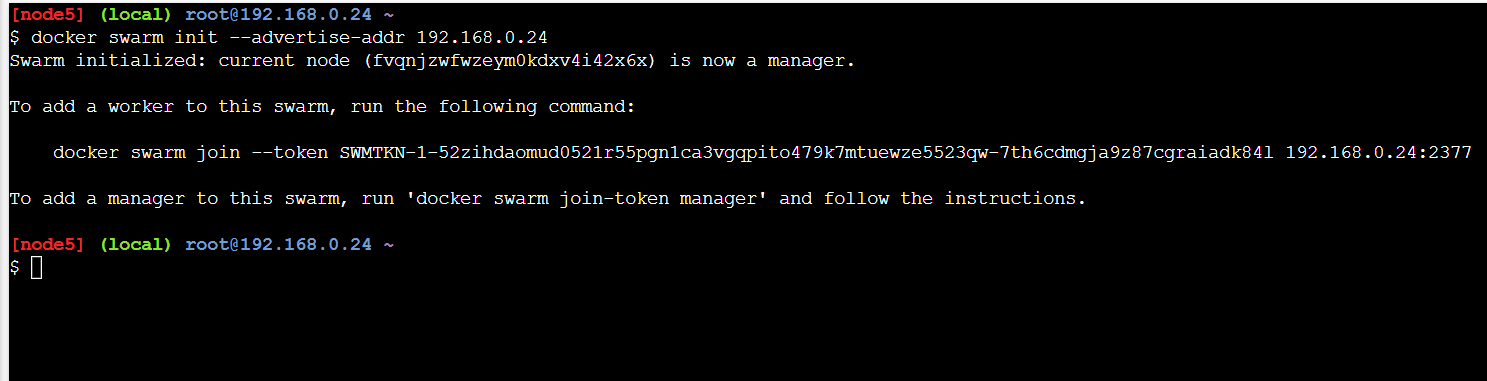 [node5] (local) root@192.168.0.24 ~
$ docker swarm init --advertise-addr 192.168.0.24
Swarm initialized: current node (fvqnjzwfwzeym0kdxv4i42x6x) is now a manager.
To add a worker to this swarm, run the following command:
docker swarm join --token SWMTKN-1-52zihdaomud0521r55pgn1ca3vgqpito479k7mtuewze5523qw-7th6cdmgja9z87cgraiadk84l 192.168.0.24:2377
To add a manager to this swarm, run 'docker swarm join-token manager' and follow the instructions.
[node5] (local) root@192.168.0.24 ~
$